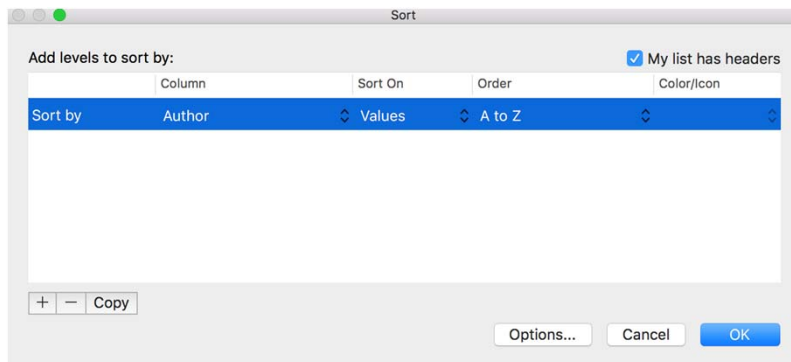 Sort
Add levels to sort by:
My list has headers
Column Sort On Order Color/Icon
Sort by Author Values A to Z
+ − Copy
Options... Cancel OK